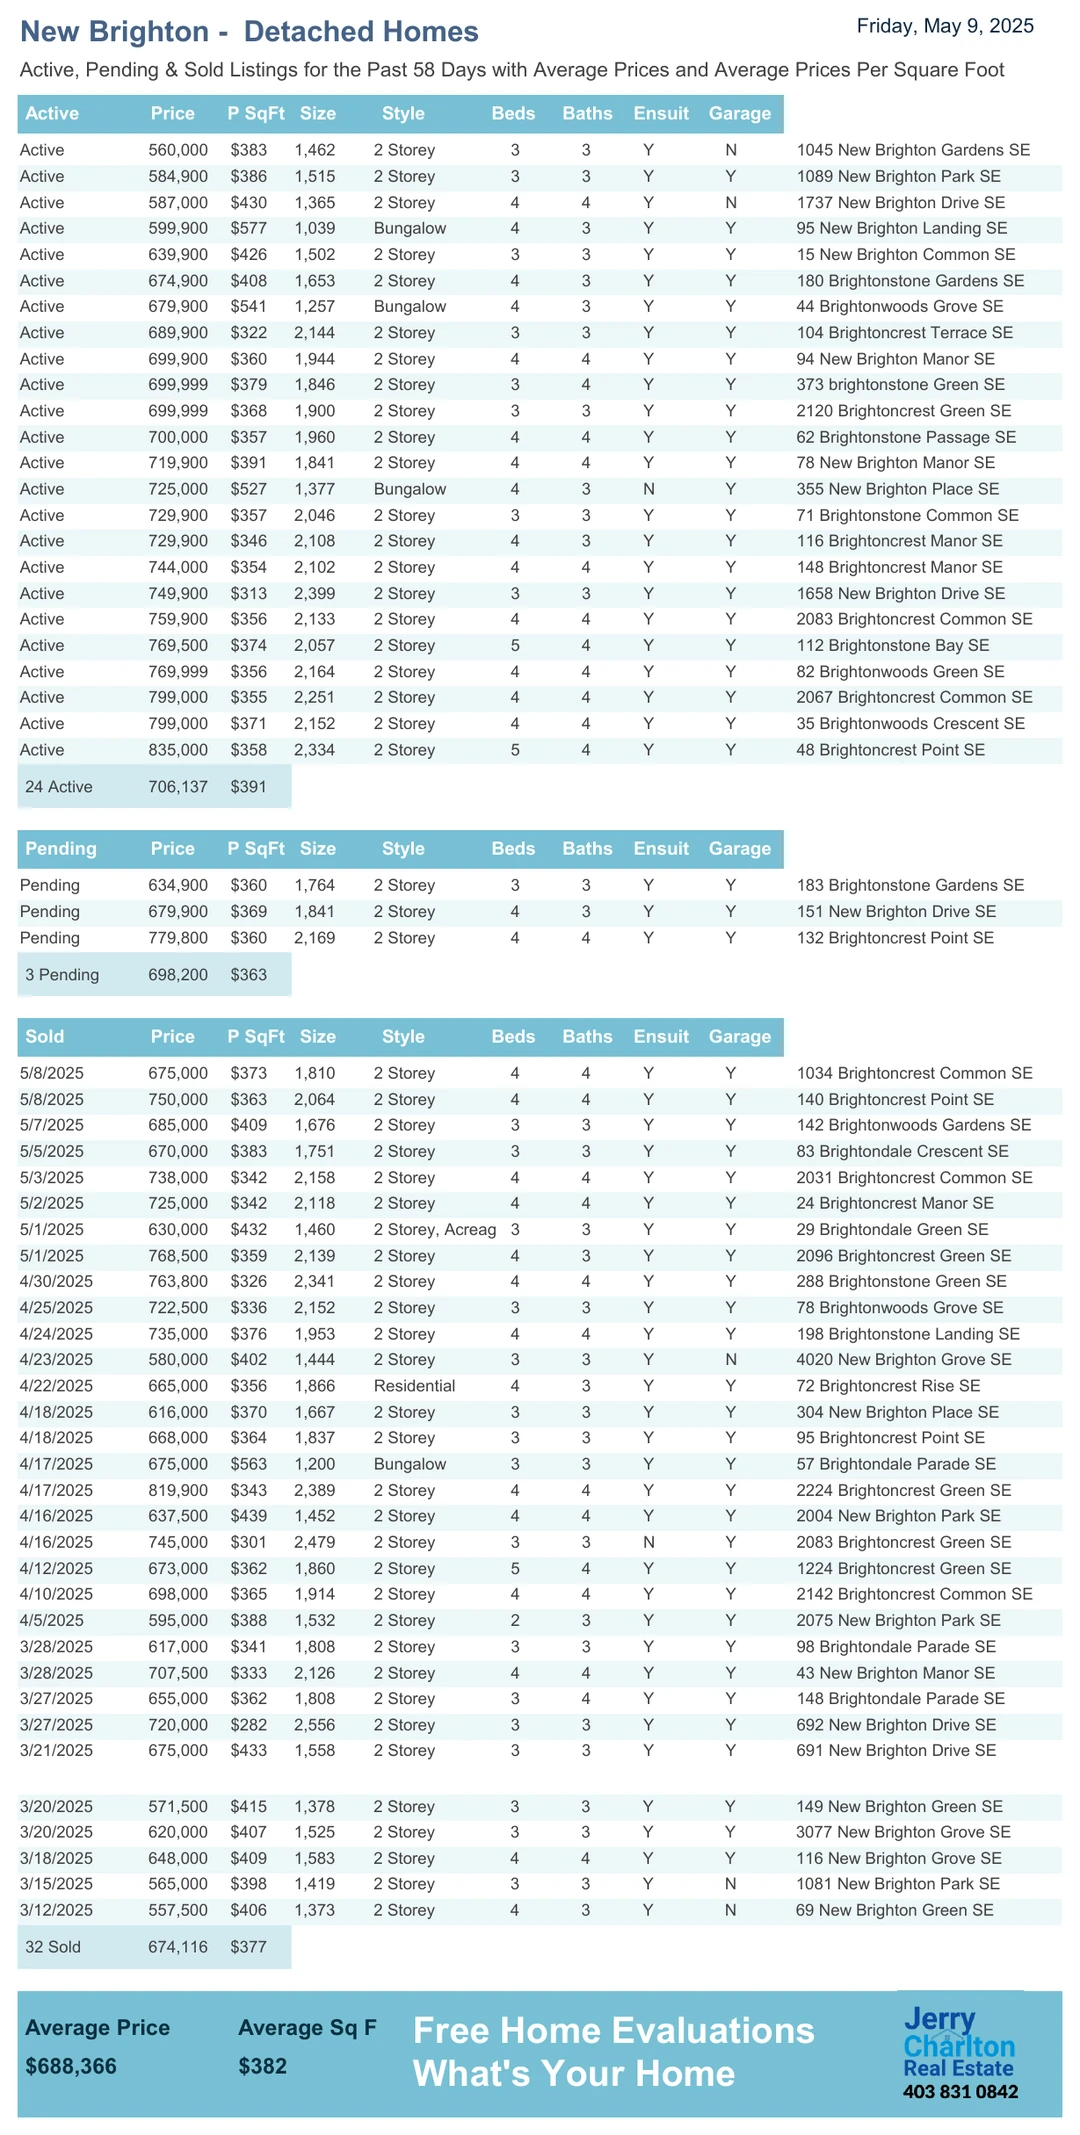 New Brighton - Detached Homes
Friday, May 9, 2025
Active, Pending & Sold Listings for the Past 58 Days with Average Prices and Average Prices Per Square Foot
Active Price P SqFt Size Style Beds Baths Ensuit Garage
Active 560,000 $383 1,462 2 Storey 3 3 Y N 1045 New Brighton Gardens SE
Active 584,900 $386 1,515 2 Storey 3 3 Y Y 1089 New Brighton Park SE
Active 587,000 $430 1,365 2 Storey 4 4 Y N 1737 New Brighton Drive SE
Active 599,900 $577 1,039 Bungalow 4 3 Y Y 95 New Brighton Landing SE
Active 639,900 $426 1,502 2 Storey 3 3 Y Y 15 New Brighton Common SE
Active 674,900 $408 1,653 2 Storey 4 3 Y Y 180 Brightonstone Gardens SE
Active 679,900 $541 1,257 Bungalow 4 3 Y Y 44 Brightonwoods Grove SE
Active 689,900 $322 2,144 2 Storey 3 3 Y Y 104 Brightoncrest Terrace SE
Active 699,900 $360 1,944 2 Storey 4 4 Y Y 94 New Brighton Manor SE
Active 699,999 $379 1,846 2 Storey 3 4 Y Y 373 brightonstone Green SE
Active 699,999 $368 1,900 2 Storey 3 3 Y Y 2120 Brightoncrest Green SE
Active 700,000 $357 1,960 2 Storey 4 4 Y Y 62 Brightonstone Passage SE
Active 719,900 $391 1,841 2 Storey 4 4 Y Y 78 New Brighton Manor SE
Active 725,000 $527 1,377 Bungalow 4 3 N Y 355 New Brighton Place SE
Active 729,900 $357 2,046 2 Storey 3 3 Y Y 71 Brightonstone Common SE
Active 729,900 $346 2,108 2 Storey 4 3 Y Y 116 Brightoncrest Manor SE
Active 744,000 $354 2,102 2 Storey 4 4 Y Y 148 Brightoncrest Manor SE
Active 749,900 $313 2,399 2 Storey 3 3 Y Y 1658 New Brighton Drive SE
Active 759,900 $356 2,133 2 Storey 4 4 Y Y 2083 Brightoncrest Common SE
Active 769,500 $374 2,057 2 Storey 5 4 Y Y 112 Brightonstone Bay SE
Active 769,999 $356 2,164 2 Storey 4 4 Y Y 82 Brightonwoods Green SE
Active 799,000 $355 2,251 2 Storey 4 4 Y Y 2067 Brightoncrest Common SE
Active 799,000 $371 2,152 2 Storey 4 4 Y Y 35 Brightonwoods Crescent SE
Active 835,000 $358 2,334 2 Storey 5 4 Y Y 48 Brightoncrest Point SE
24 Active 706,137 $391
Pending Price P SqFt Size Style Beds Baths Ensuit Garage
Pending 634,900 $360 1,764 2 Storey 3 3 Y Y 183 Brightonstone Gardens SE
Pending 679,900 $369 1,841 2 Storey 4 3 Y Y 151 New Brighton Drive SE
Pending 779,800 $360 2,169 2 Storey 4 4 Y Y 132 Brightoncrest Point SE
3 Pending 698,200 $363
Sold Price P SqFt Size Style Beds Baths Ensuit Garage
5/8/2025 675,000 $373 1,810 2 Storey 4 4 Y Y 1034 Brightoncrest Common SE
5/8/2025 750,000 $363 2,064 2 Storey 4 4 Y Y 140 Brightoncrest Point SE
5/7/2025 685,000 $409 1,676 2 Storey 3 3 Y Y 142 Brightonwoods Gardens SE
5/5/2025 670,000 $383 1,751 2 Storey 3 3 Y Y 83 Brightondale Crescent SE
5/3/2025 738,000 $342 2,158 2 Storey 4 4 Y Y 2031 Brightoncrest Common SE
5/2/2025 725,000 $342 2,118 2 Storey 4 4 Y Y 24 Brightoncrest Manor SE
5/1/2025 630,000 $432 1,460 2 Storey, Acreag 3 3 Y Y 29 Brightondale Green SE
5/1/2025 768,500 $359 2,139 2 Storey 4 3 Y Y 2096 Brightoncrest Green SE
4/30/2025 763,800 $326 2,341 2 Storey 4 4 Y Y 288 Brightonstone Green SE
4/25/2025 722,500 $336 2,152 2 Storey 3 3 Y Y 78 Brightonwoods Grove SE
4/24/2025 735,000 $376 1,953 2 Storey 4 4 Y Y 198 Brightonstone Landing SE
4/23/2025 580,000 $402 1,444 2 Storey 3 3 Y N 4020 New Brighton Grove SE
4/22/2025 665,000 $356 1,866 Residential 4 3 Y Y 72 Brightoncrest Rise SE
4/18/2025 616,000 $370 1,667 2 Storey 3 3 Y Y 304 New Brighton Place SE
4/18/2025 668,000 $364 1,837 2 Storey 3 3 Y Y 95 Brightoncrest Point SE
4/17/2025 675,000 $563 1,200 Bungalow 3 3 Y Y 57 Brightondale Parade SE
4/17/2025 819,900 $343 2,389 2 Storey 4 4 Y Y 2224 Brightoncrest Green SE
4/16/2025 637,500 $439 1,452 2 Storey 4 4 Y Y 2004 New Brighton Park SE
4/16/2025 745,000 $301 2,479 2 Storey 3 3 N Y 2083 Brightoncrest Green SE
4/12/2025 673,000 $362 1,860 2 Storey 5 4 Y Y 1224 Brightoncrest Green SE
4/10/2025 698,000 $365 1,914 2 Storey 4 4 Y Y 2142 Brightoncrest Common SE
4/5/2025 595,000 $388 1,532 2 Storey 2 3 Y Y 2075 New Brighton Park SE
3/28/2025 617,000 $341 1,808 2 Storey 3 3 Y Y 98 Brightondale Parade SE
3/28/2025 707,500 $333 2,126 2 Storey 4 4 Y Y 43 New Brighton Manor SE
3/27/2025 655,000 $362 1,808 2 Storey 3 4 Y Y 148 Brightondale Parade SE
3/27/2025 720,000 $282 2,556 2 Storey 3 3 Y Y 692 New Brighton Drive SE
3/21/2025 675,000 $433 1,558 2 Storey 3 3 Y Y 691 New Brighton Drive SE
3/20/2025 571,500 $415 1,378 2 Storey 3 3 Y Y 149 New Brighton Green SE
3/20/2025 620,000 $407 1,525 2 Storey 3 3 Y Y 3077 New Brighton Grove SE
3/18/2025 648,000 $409 1,583 2 Storey 4 4 Y Y 116 New Brighton Grove SE
3/15/2025 565,000 $398 1,419 2 Storey 3 3 Y N 1081 New Brighton Park SE
3/12/2025 557,500 $406 1,373 2 Storey 4 3 Y N 69 New Brighton Green SE
32 Sold 674,116 $377
Average Price Average Sq F
$688,366 $382
Free Home Evaluations
What's Your Home
Jerry
Charlton
Real Estate
403 831 0842